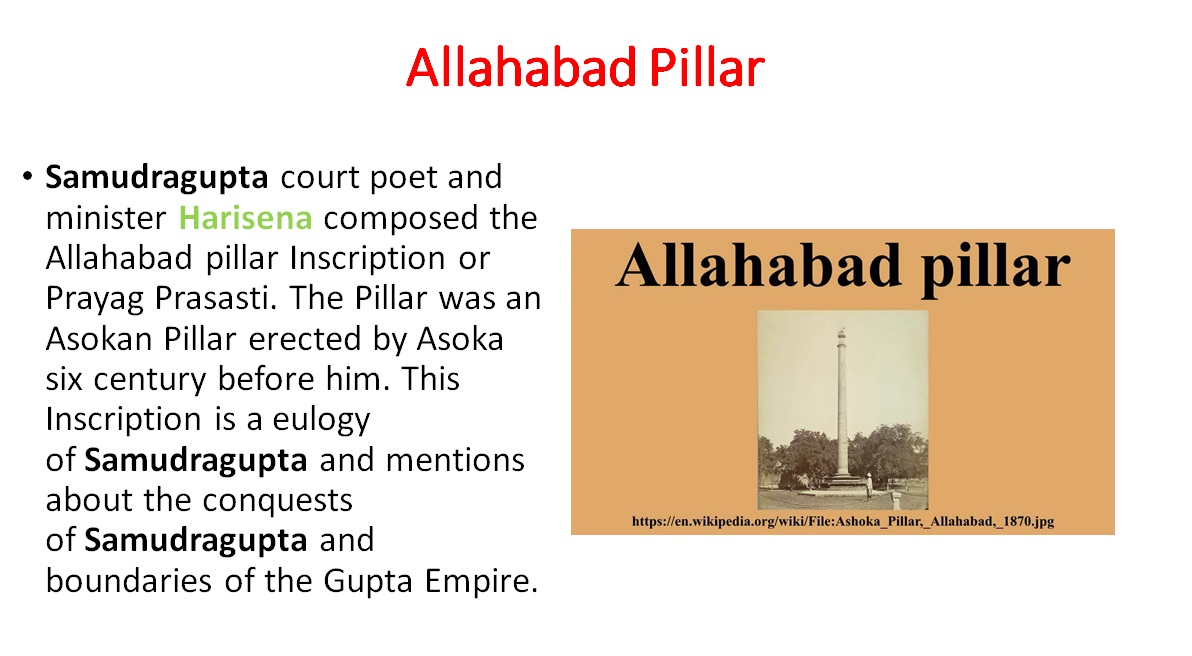 Allahabad Pillar
• Samudragupta court poet and
minister Harisena composed the
Allahabad pillar Inscription or
Prayag Prasasti. The Pillar was an
Asokan Pillar erected by Asoka
six century before him. This
Inscription is a eulogy
of Samudragupta and mentions
about the conquests
of Samudragupta and
boundaries of the Gupta Empire.
Allahabad pillar
https://en.wikipedia.org/wiki/File:Ashoka_Pillar,_Allahabad,_1870.jpg